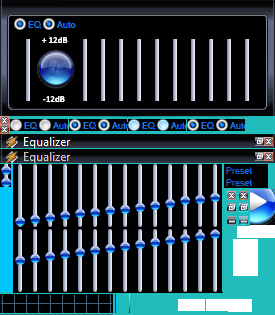 EQ Auto
+ 12dB
-12dB
EQ Auto EQ Auto EQ Auto EQ Auto
Equalizer
Equalizer
Preset
Preset